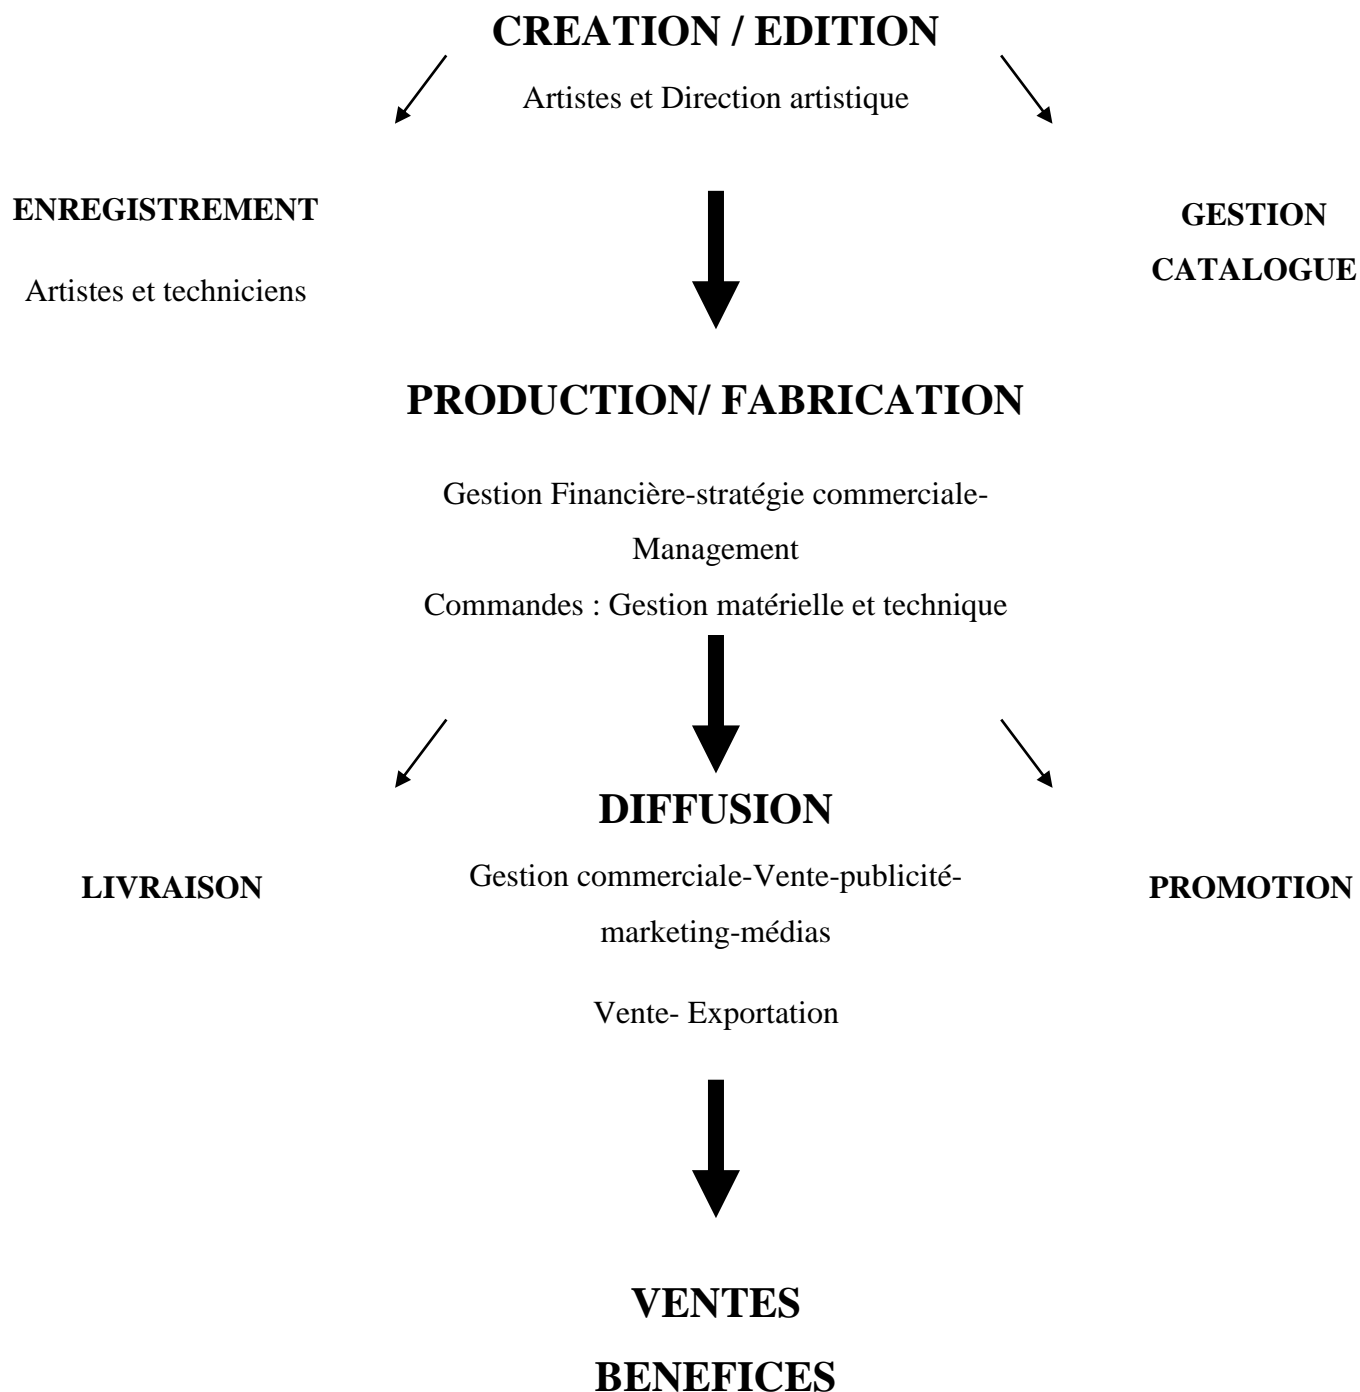 CREATION / EDITION
Artistes et Direction artistique
ENREGISTREMENT
Artistes et techniciens
GESTION
CATALOGUE
PRODUCTION/ FABRICATION
Gestion Financière-stratégie commerciale-
Management
Commandes : Gestion matérielle et technique
DIFFUSION
LIVRAISON
Gestion commerciale-Vente-publicité-
marketing-médias
Vente- Exportation
PROMOTION
VENTES
BENEFICES